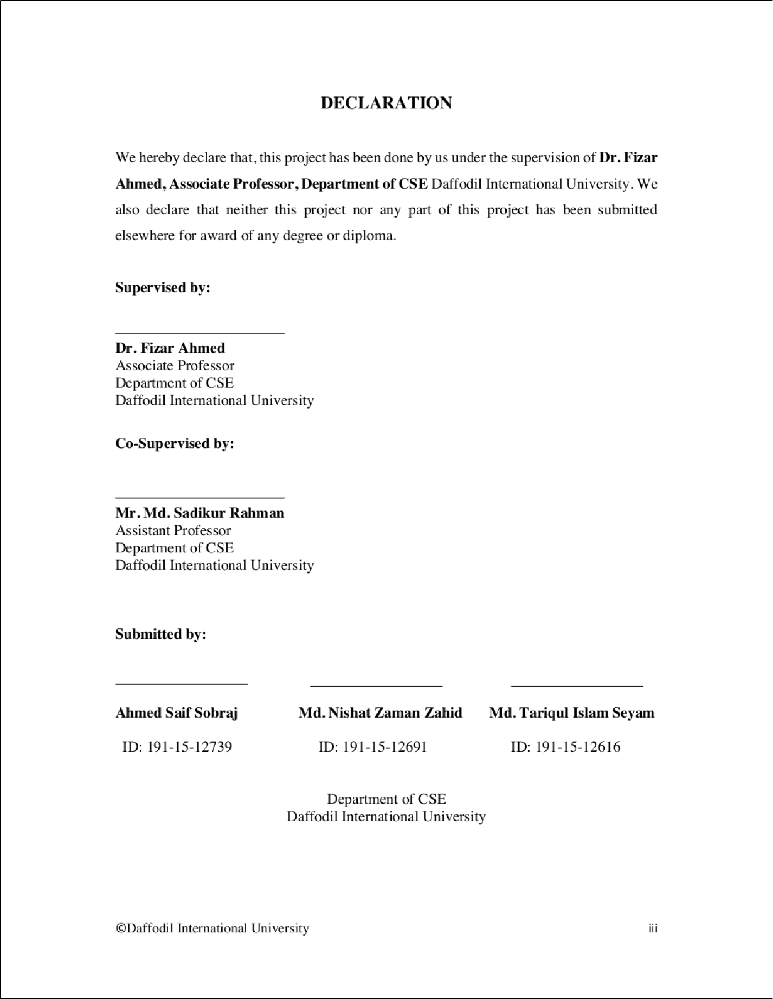 DECLARATION
We hereby declare that, this project has been done by us under the supervision of Dr. Fizar
Ahmed, Associate Professor, Department of CSE Daffodil International University. We
also declare that neither this project nor any part of this project has been submitted
elsewhere for award of any degree or diploma.
Supervised by:
Dr. Fizar Ahmed
Associate Professor
Department of CSE
Daffodil International University
Co-Supervised by:
Mr. Md. Sadikur Rahman
Assistant Professor
Department of CSE
Daffodil International University
Submitted by:
Ahmed Saif Sobraj Md. Nishat Zaman Zahid Md. Tariqul Islam Seyam
ID: 191-15-12739 ID: 191-15-12691 ID: 191-15-12616
Department of CSE
Daffodil International University
©Daffodil International University iii